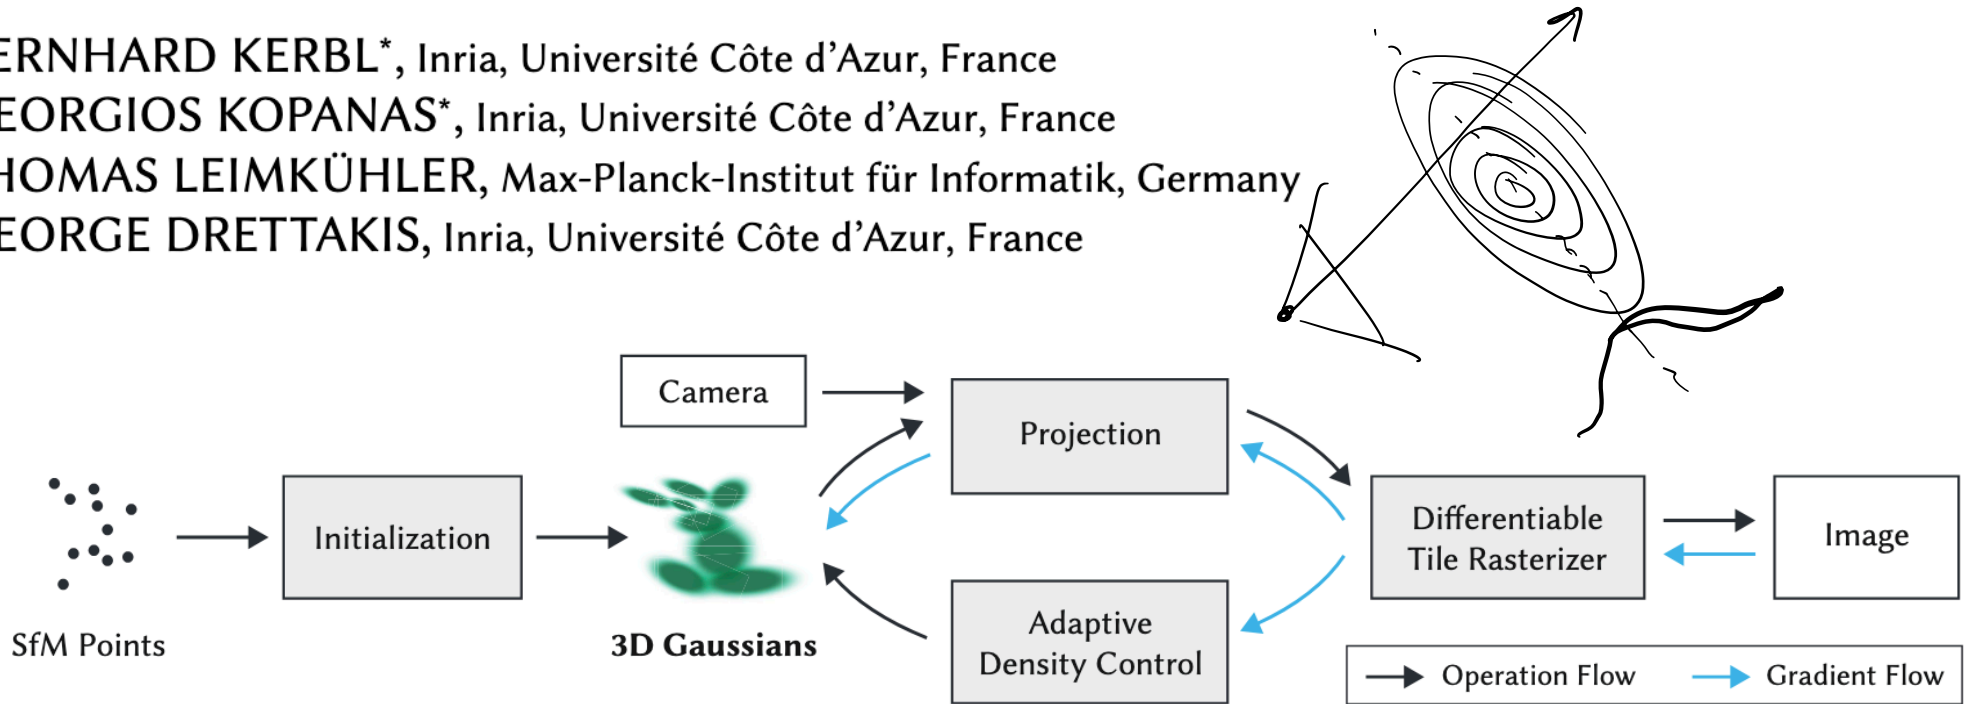 ERNHARD KERBL*, Inria, Université Côte d'Azur, France
EORGIOS KOPANAS*, Inria, Université Côte d'Azur, France
HOMAS LEIMKÜHLER, Max-Planck-Institut für Informatik, Germany
EORGE DRETTAKIS, Inria, Université Côte d'Azur, France
Camera
Projection
Initialization
Differentiable
Tile Rasterizer
Image
SfM Points
3D Gaussians
Adaptive
Density Control
Operation Flow
Gradient Flow